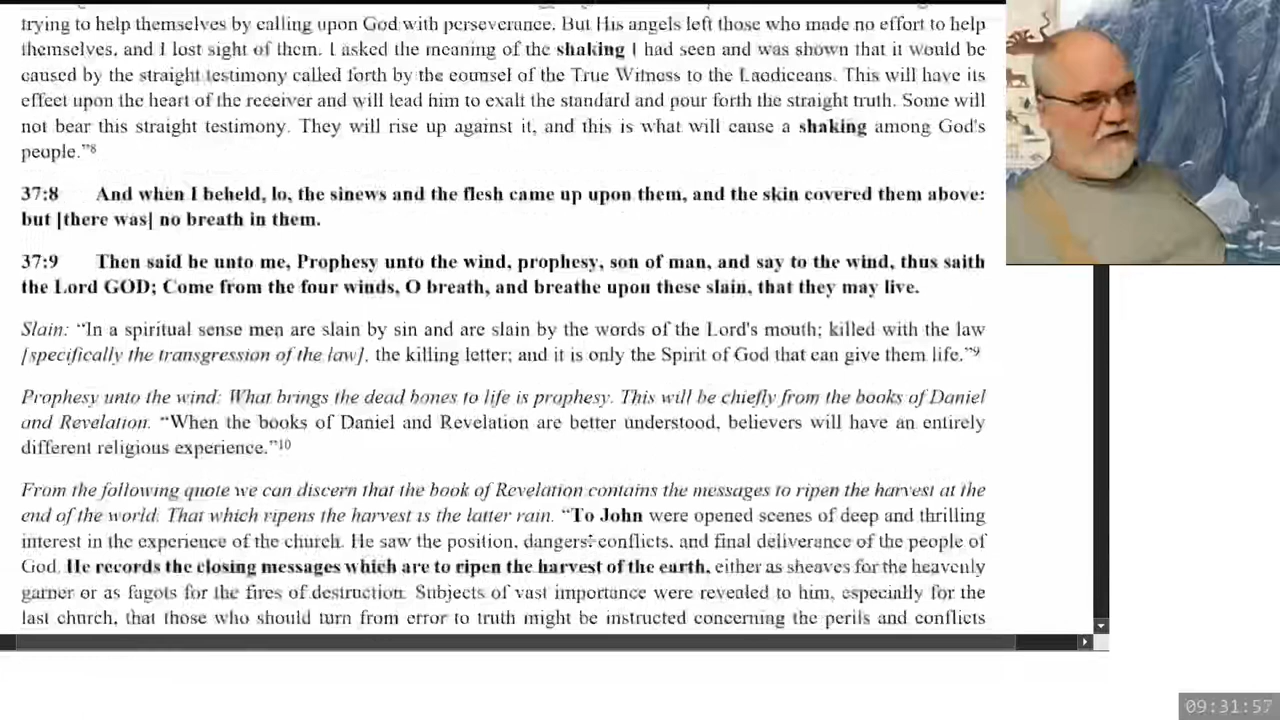 trying to help themselves by calling upon God with perseverance. But His angels left those who made no effort to help
themselves, and I lost sight of them. I asked the meaning of the shaking I had seen and was shown that it would be
caused by the straight testimony called forth by the counsel of the True Witness to the Laodiceans. This will have its
effect upon the heart of the receiver and will lead him to exalt the standard and pour forth the straight truth. Some will
not bear this straight testimony. They will rise up against it, and this is what will cause a shaking among God's
people.”8
37:8 And when I beheld, lo, the sinews and the flesh came up upon them, and the skin covered them above:
but [there was] no breath in them.
37:9 Then said he unto me, Prophesy unto the wind, prophesy, son of man, and say to the wind, thus saith
the Lord GOD; Come from the four winds, O breath, and breathe upon these slain, that they may live.
Slain: “In a spiritual sense men are slain by sin and are slain by the words of the Lord's mouth; killed with the law
[specifically the transgression of the law], the killing letter; and it is only the Spirit of God that can give them life.”9
Prophesy unto the wind: What brings the dead bones to life is prophesy. This will be chiefly from the books of Daniel
and Revelation. “When the books of Daniel and Revelation are better understood, believers will have an entirely
different religious experience.”10
From the following quote we can discern that the book of Revelation contains the messages to ripen the harvest at the
end of the world. That which ripens the harvest is the latter rain. “To John were opened scenes of deep and thrilling
interest in the experience of the church. He saw the position, dangers, conflicts, and final deliverance of the people of
God. He records the closing messages which are to ripen the harvest of the earth, either as sheaves for the heavenly
garner or as fagots for the fires of destruction. Subjects of vast importance were revealed to him, especially for the
last church, that those who should turn from error to truth might be instructed concerning the perils and conflicts
09:31:57